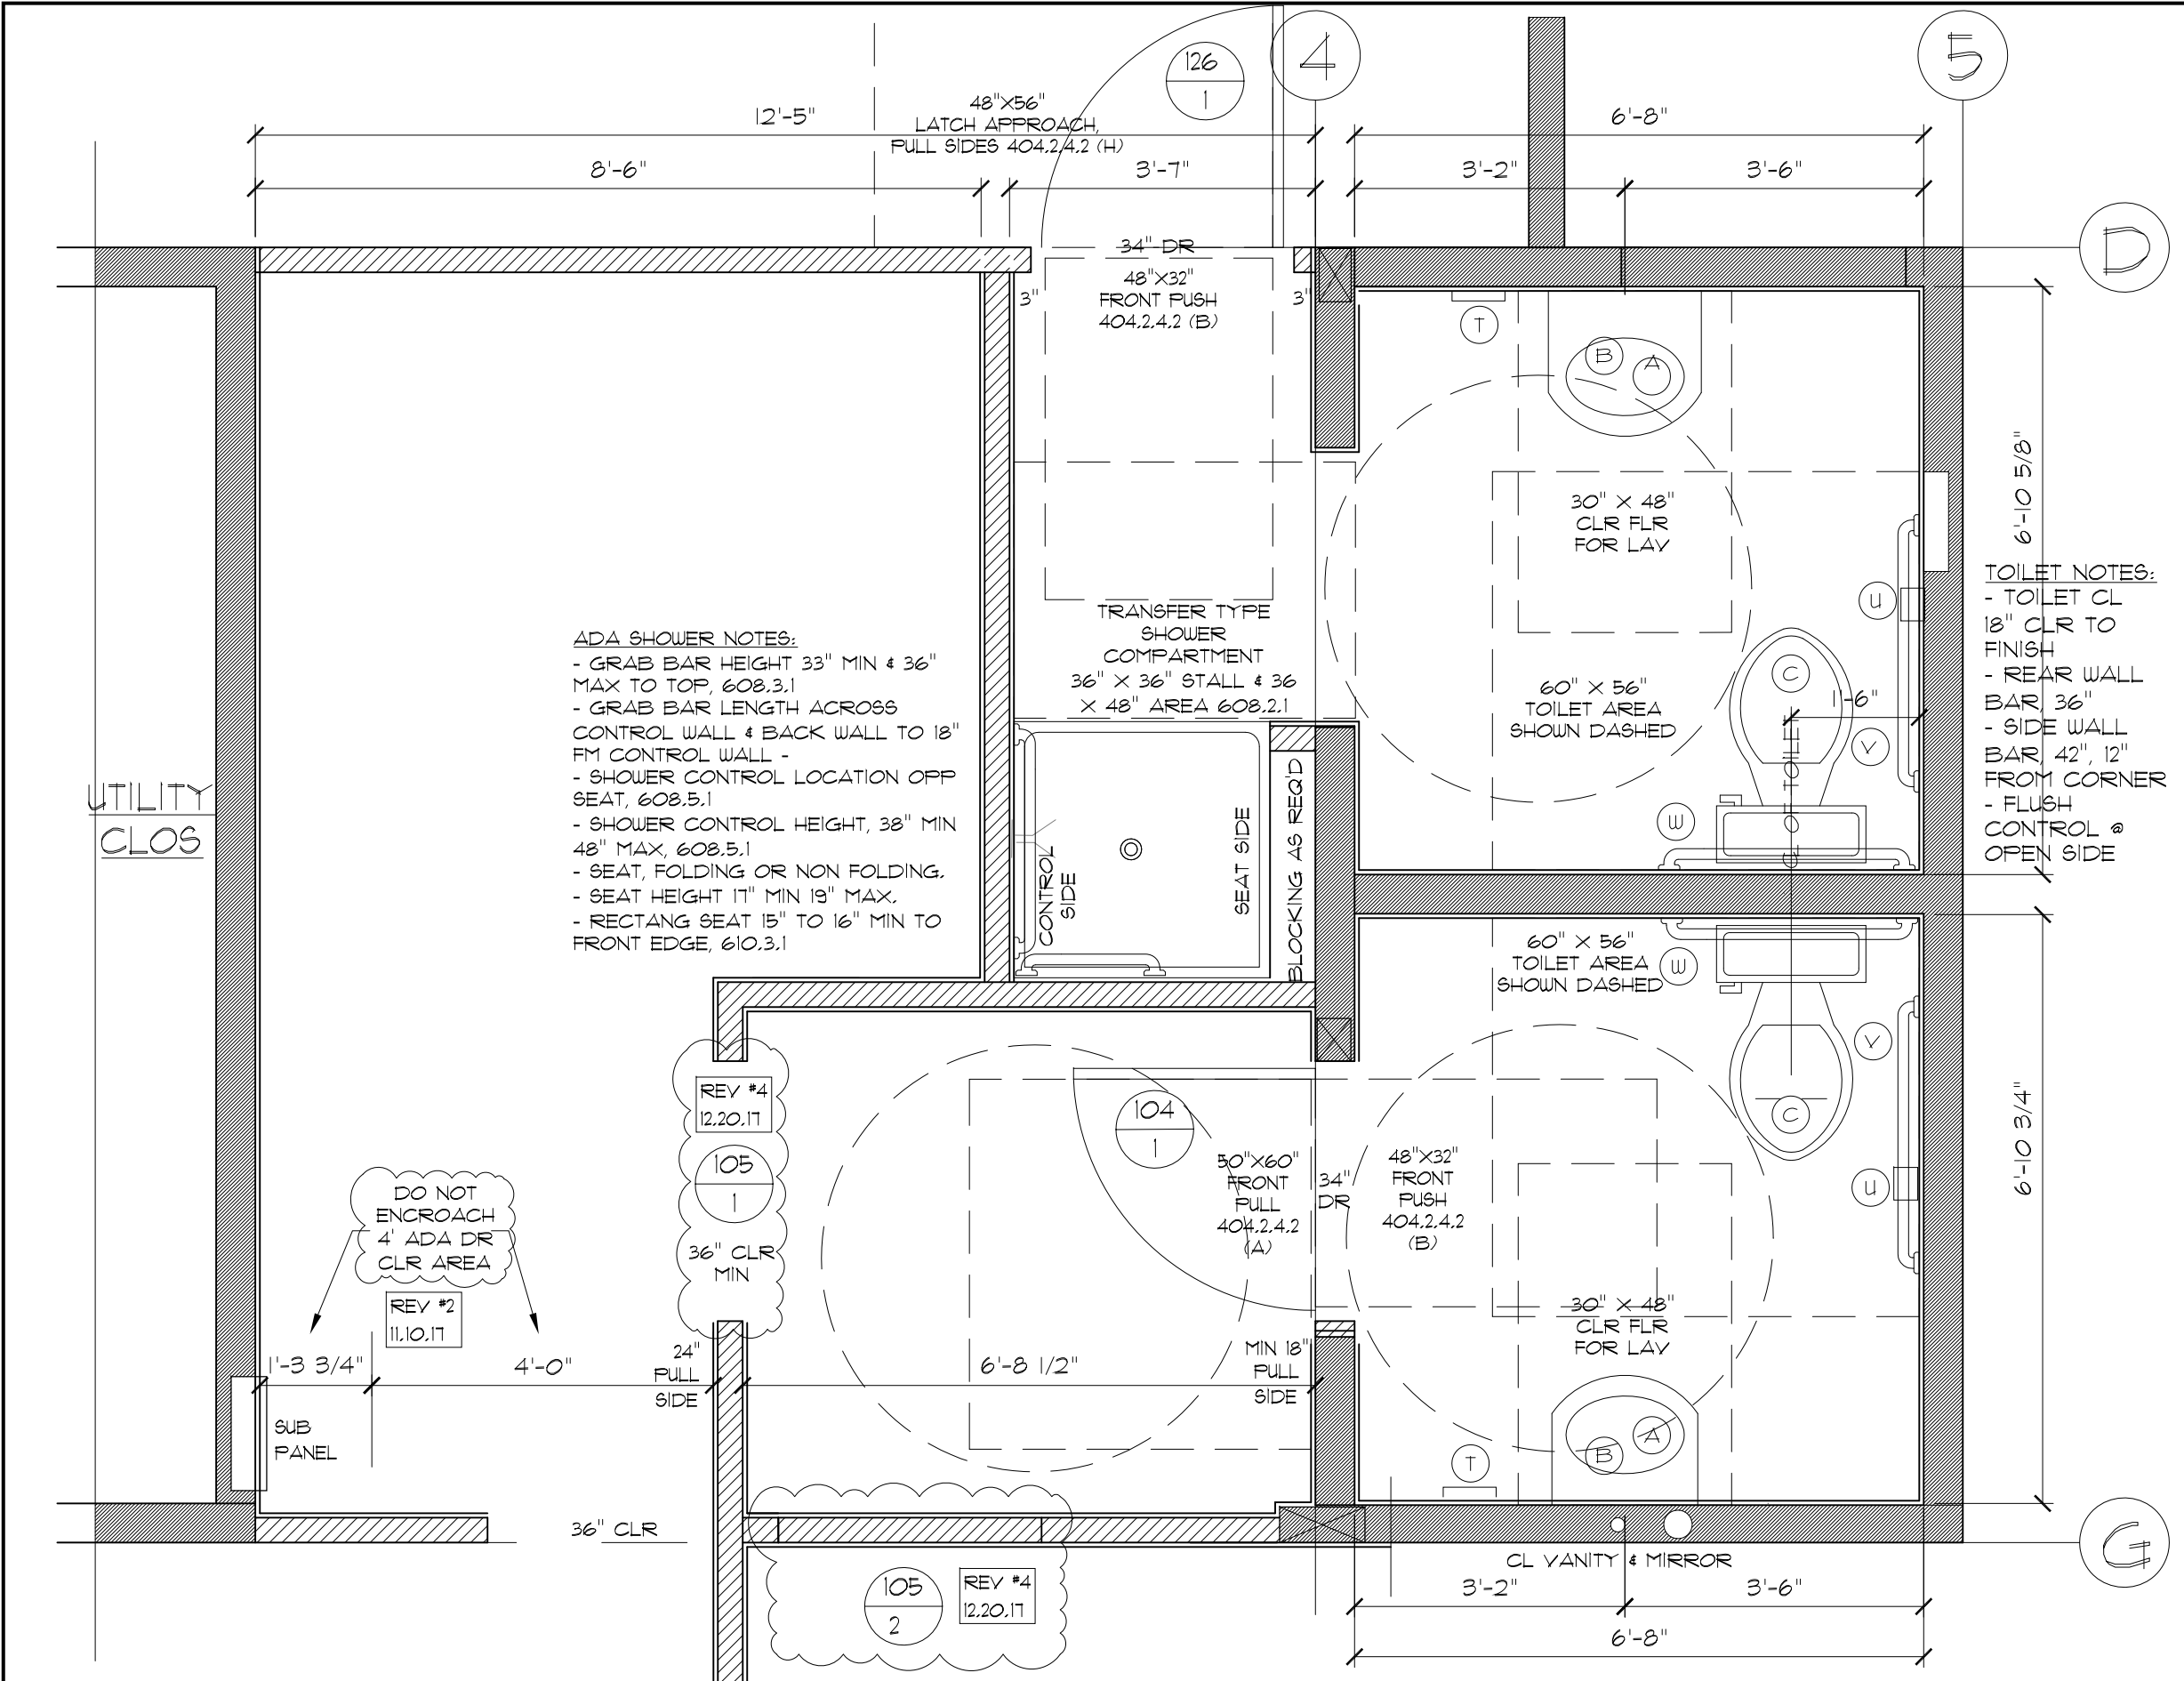 126
1
4
5
12'-5"
48"X56"
LATCH APPROACH,
PULL SIDES 404.2.4.2 (H)
6'-8"
8'-6"
3'-7"
3'-2"
3'-6"
D
34" DR
48"X32"
FRONT PUSH
404.2.4.2 (B)
3"
3"
T
B
A
30" X 48"
CLR FLR
FOR LAV
6'-10 5/8"
U
C
1'-6"
V
W
℄ TOILET
60" X 56"
TOILET AREA
SHOWN DASHED
TOILET NOTES:
- TOILET CL
18" CLR TO
FINISH
- REAR WALL
BAR, 36"
- SIDE WALL
BAR, 42", 12"
FROM CORNER
- FLUSH
CONTROL @
OPEN SIDE
TRANSFER TYPE
SHOWER
COMPARTMENT
36" X 36" STALL & 36
X 48" AREA 608.2.1
ADA SHOWER NOTES:
- GRAB BAR HEIGHT 33" MIN & 36"
MAX TO TOP, 608.3.1
- GRAB BAR LENGTH ACROSS
CONTROL WALL & BACK WALL TO 18"
FM CONTROL WALL -
- SHOWER CONTROL LOCATION OPP
SEAT, 608.5.1
- SHOWER CONTROL HEIGHT, 38" MIN
48" MAX, 608.5.1
- SEAT, FOLDING OR NON FOLDING.
- SEAT HEIGHT 17" MIN 19" MAX.
- RECTANG SEAT 15" TO 16" MIN TO
FRONT EDGE, 610.3.1
CONTROL
SIDE
SEAT SIDE
BLOCKING AS REQ'D
UTILITY
CLOS
60" X 56"
TOILET AREA
SHOWN DASHED
W
V
C
U
6'-10 3/4"
REV #4
12.20.17
105
1
36" CLR
MIN
104
1
50"X60"
FRONT
PULL
404.2.4.2
(A)
34"
DR
48"X32"
FRONT
PUSH
404.2.4.2
(B)
DO NOT
ENCROACH
4' ADA DR
CLR AREA
REV #2
11.10.17
1'-3 3/4"
4'-0"
24"
PULL
SIDE
6'-8 1/2"
MIN 18"
PULL
SIDE
30" X 48"
CLR FLR
FOR LAV
SUB
PANEL
T
B
A
36" CLR
G
CL VANITY & MIRROR
105
2
REV #4
12.20.17
3'-2"
3'-6"
6'-8"